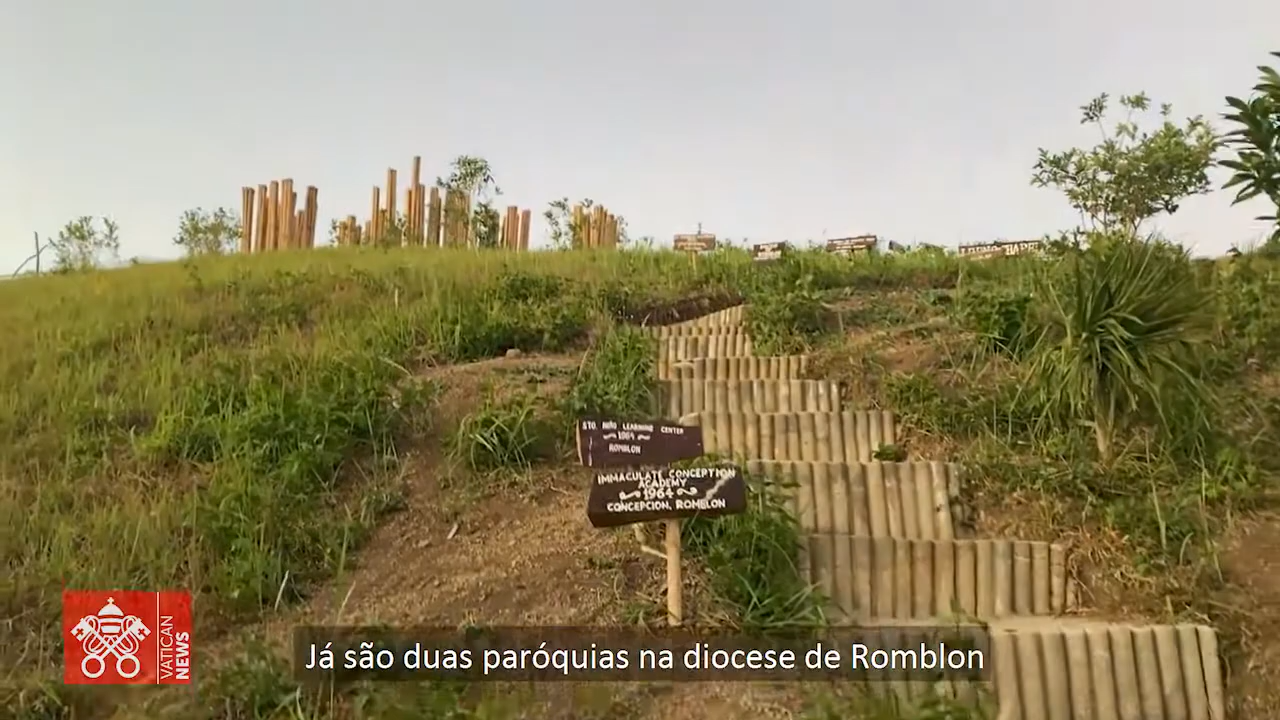 STO. NIÑO LEARNING CENTER
1964
ROMBLON
IMMACULATE CONCEPTION
ACADEMY
1964
CONCEPCION, ROMBLON
VATICAN
NEWS
Já são duas paróquias na diocese de Romblon